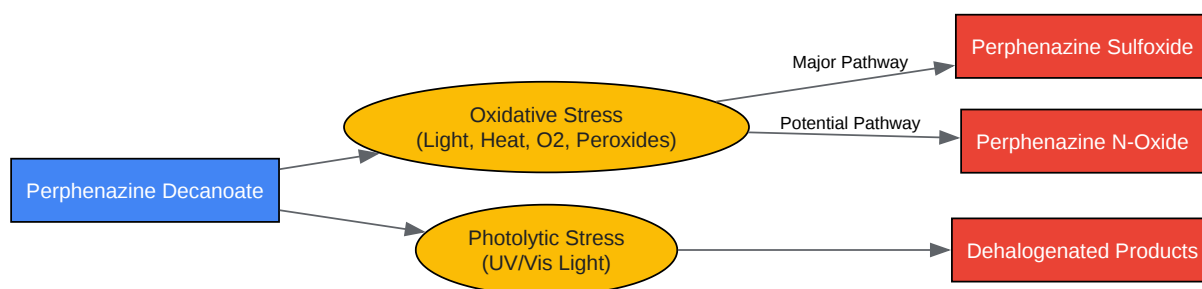 Perphenazine Decanoate
Oxidative Stress
(Light, Heat, O2, Peroxides)
Photolytic Stress
(UV/Vis Light)
Major Pathway
Potential Pathway
Perphenazine Sulfoxide
Perphenazine N-Oxide
Dehalogenated Products